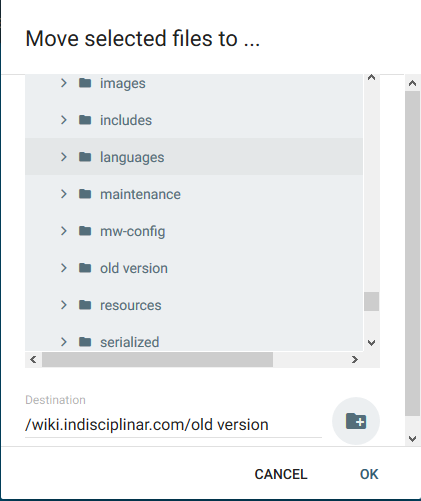 Move selected files to ...
images
includes
languages
maintenance
mw-config
old version
resources
serialized
Destination
/wiki.indisciplinar.com/old version
CANCEL OK